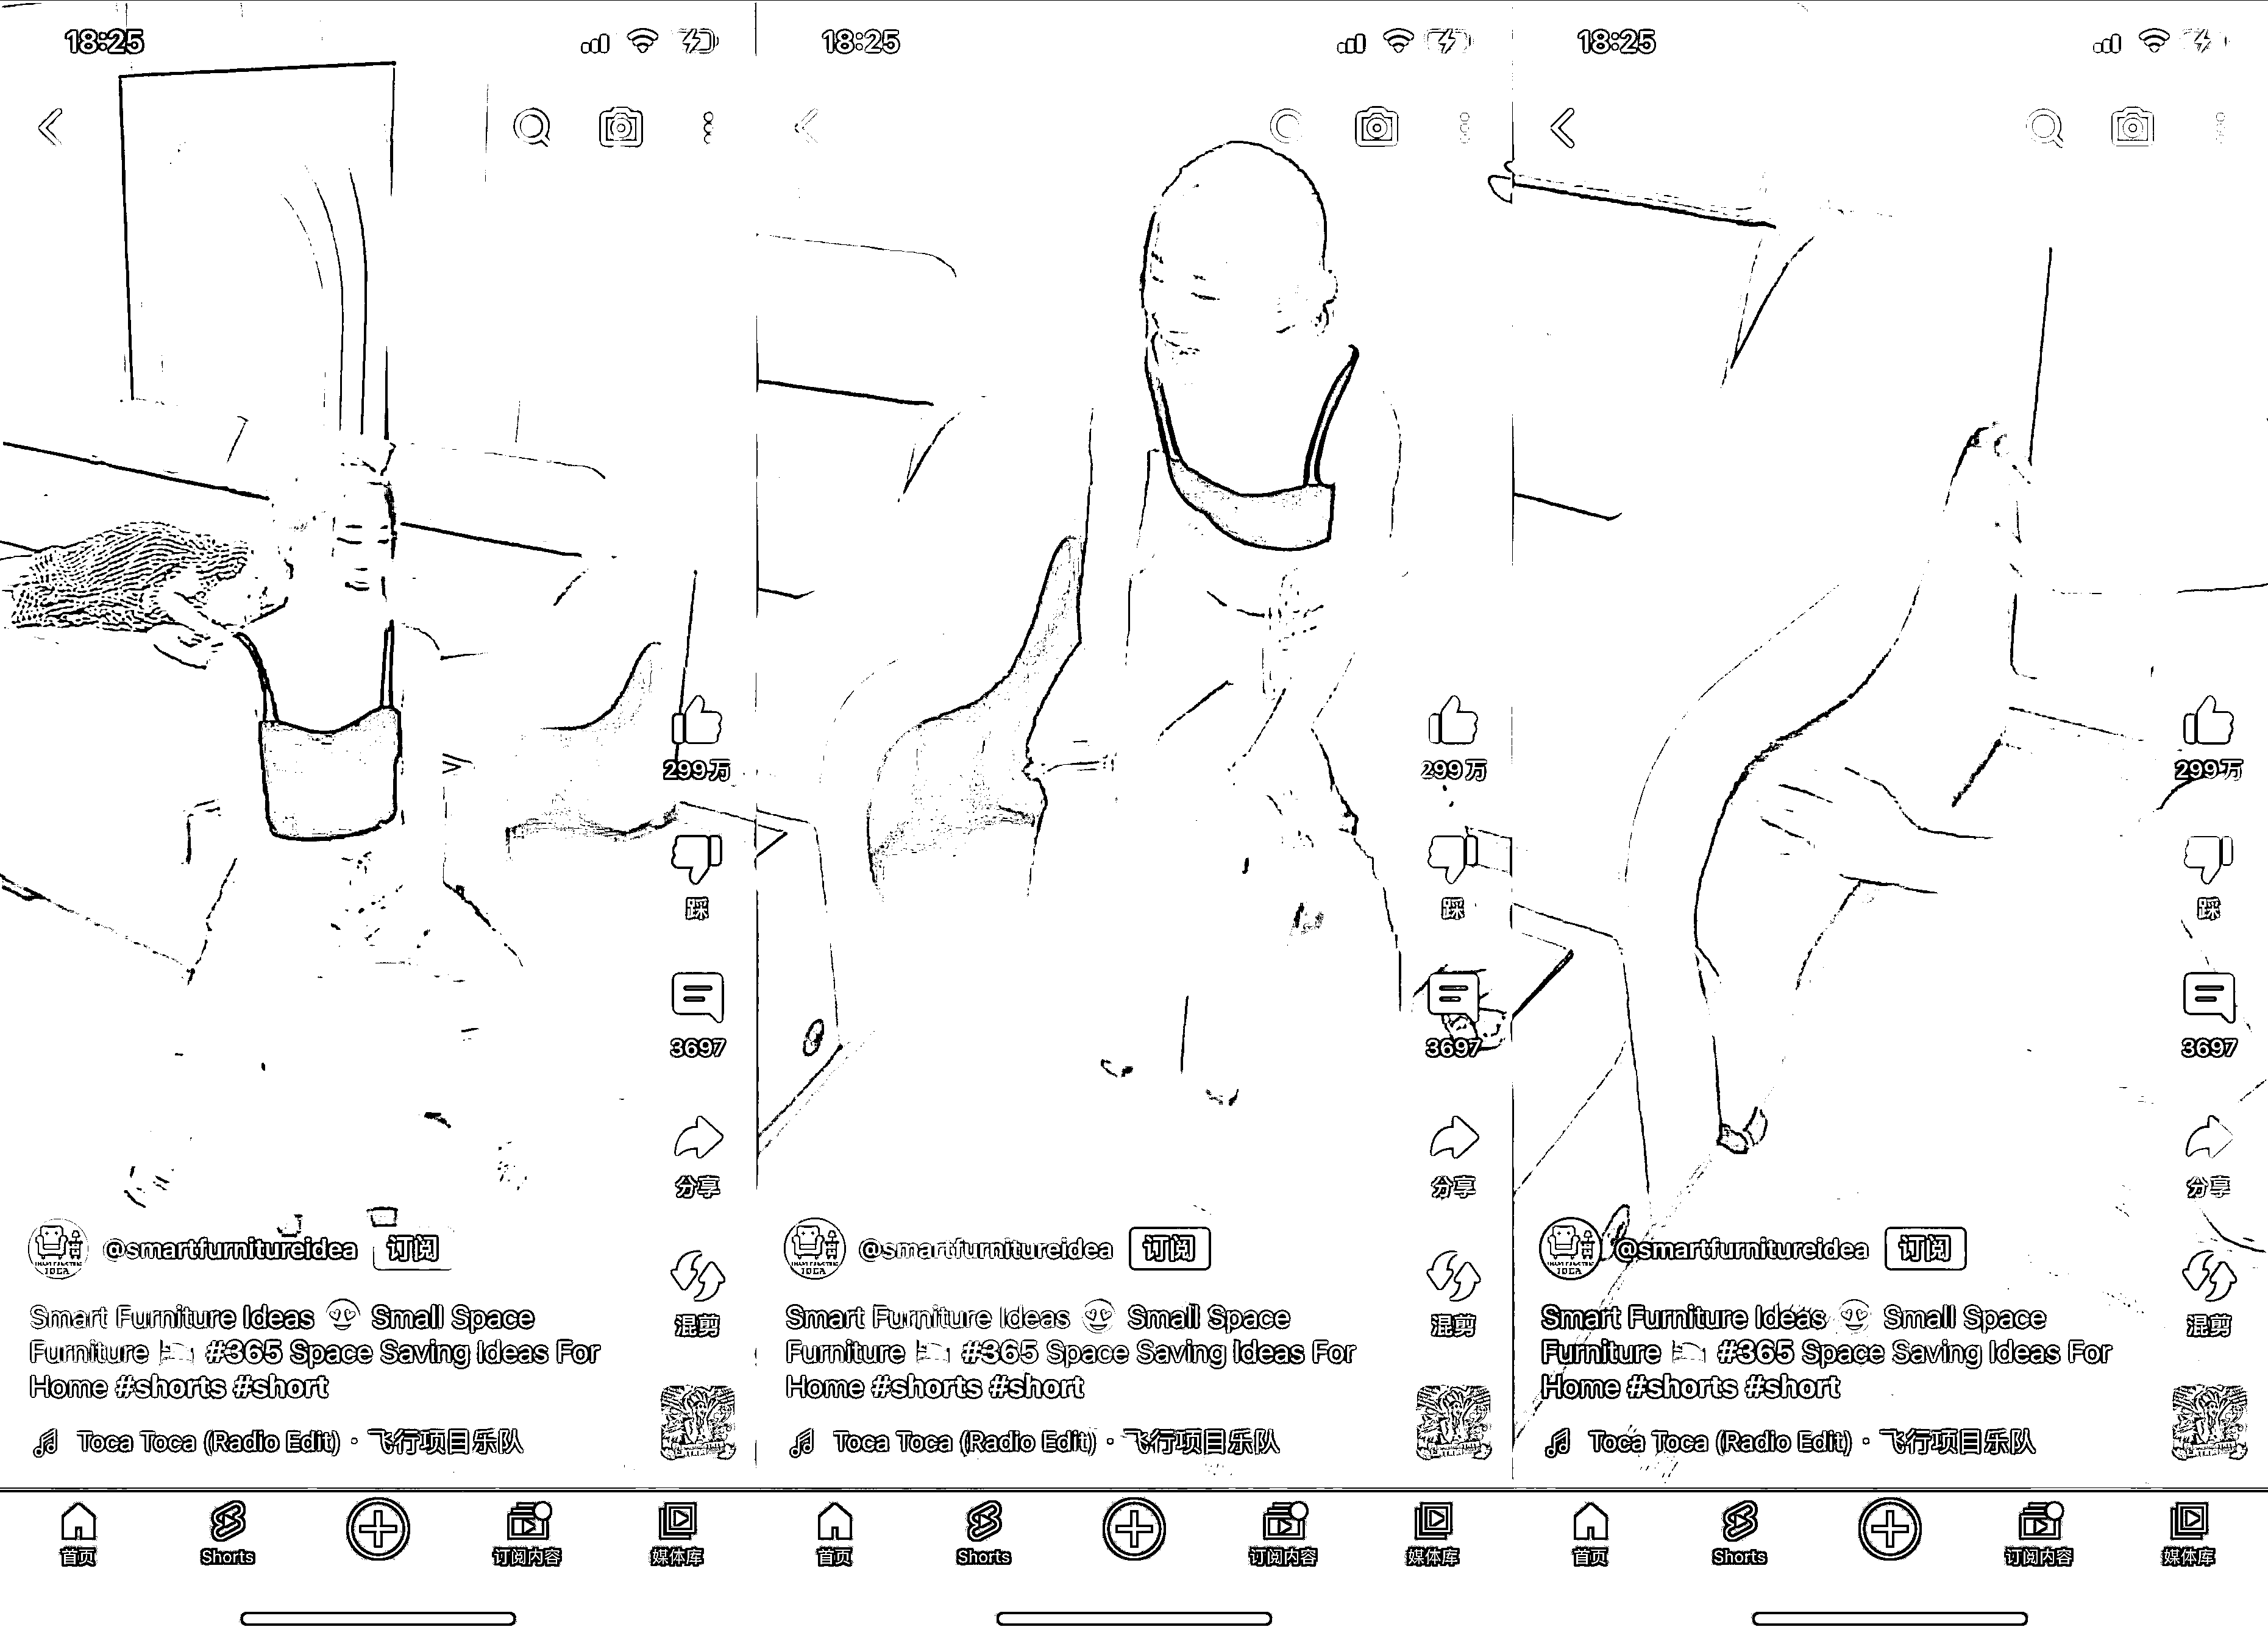 18:25
299万
踩
3697
分享
混剪
@smartfurnitureidea 订阅
Smart Furniture Ideas 😍 Small Space
Furniture #365 Space Saving Ideas For
Home #shorts #short
Toca Toca (Radio Edit) · 飞行项目乐队
首页 Shorts 订阅内容 媒体库
18:25
299万
踩
3697
分享
混剪
@smartfurnitureidea 订阅
Smart Furniture Ideas 😍 Small Space
Furniture #365 Space Saving Ideas For
Home #shorts #short
Toca Toca (Radio Edit) · 飞行项目乐队
首页 Shorts 订阅内容 媒体库
18:25
299万
踩
3697
分享
混剪
@smartfurnitureidea 订阅
Smart Furniture Ideas 😍 Small Space
Furniture #365 Space Saving Ideas For
Home #shorts #short
Toca Toca (Radio Edit) · 飞行项目乐队
首页 Shorts 订阅内容 媒体库